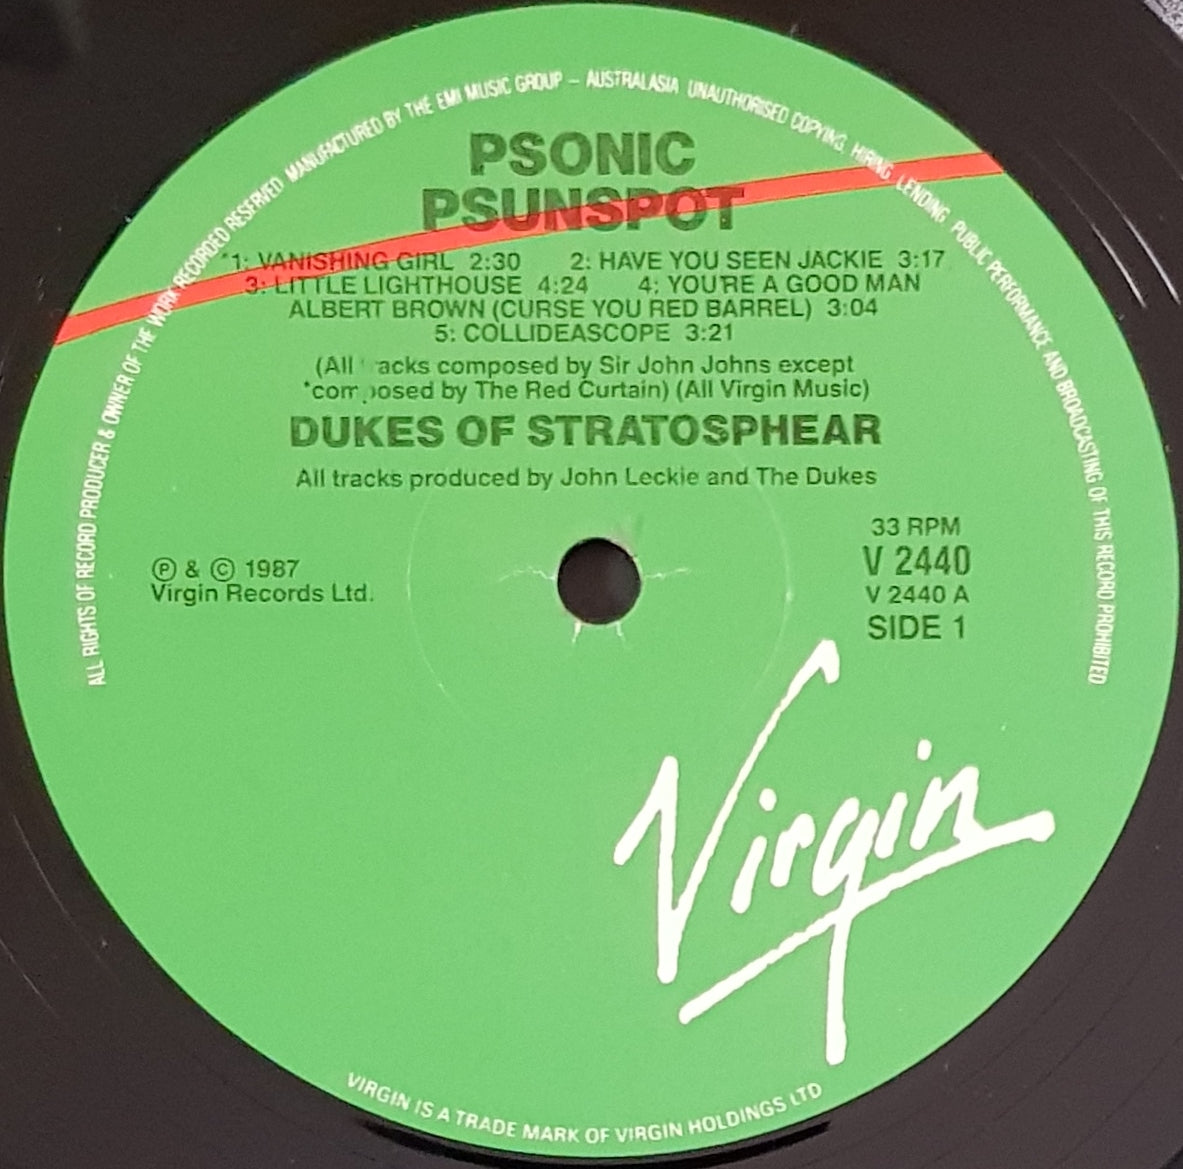 ALL RIGHTS OF RECORD PRODUCER & OWNER OF THE WORK RECORDED RESERVED MANUFACTURED BY THE EMI MUSIC GROUP – AUSTRALASIA UNAUTHORISED COPYING, HIRING, LENDING, PUBLIC PERFORMANCE AND BROADCASTING OF THIS RECORD PROHIBITED
PSONIC
PSUNSPOT
*1: VANISHING GIRL 2:30 2: HAVE YOU SEEN JACKIE 3:17
3: LITTLE LIGHTHOUSE 4:24 4: YOU'RE A GOOD MAN
ALBERT BROWN (CURSE YOU RED BARREL) 3:04
5: COLLIDEASCOPE 3:21
(All tracks composed by Sir John Johns except
*composed by The Red Curtain) (All Virgin Music)
DUKES OF STRATOSPHEAR
All tracks produced by John Leckie and The Dukes
℗ & © 1987
Virgin Records Ltd.
33 RPM
V 2440
V 2440 A
SIDE 1
Virgin
VIRGIN IS A TRADE MARK OF VIRGIN HOLDINGS LTD